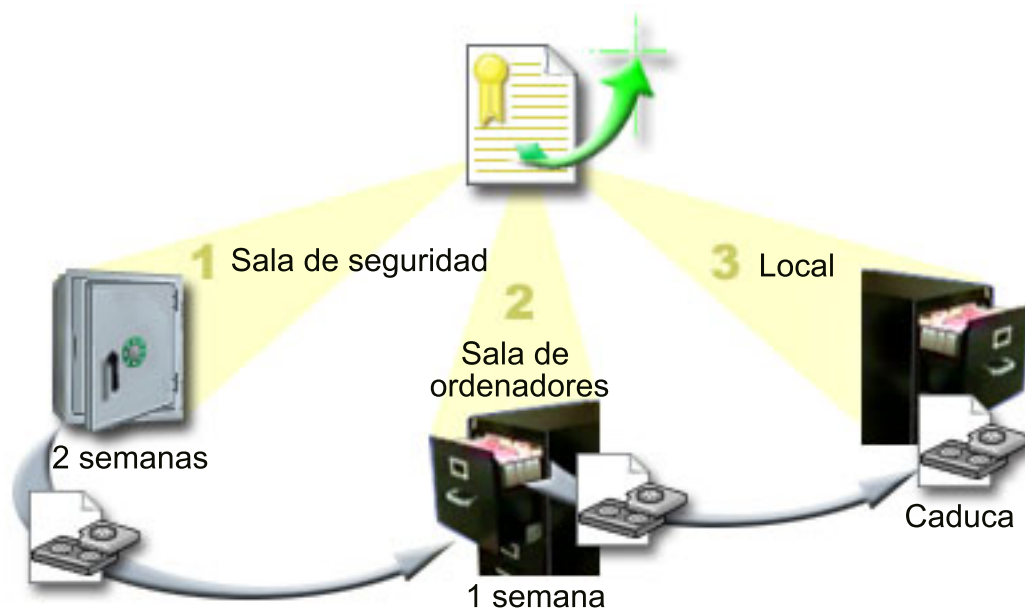 1 Sala de seguridad
2 semanas
2
Sala de
ordenadores
1 semana
3 Local
Caduca